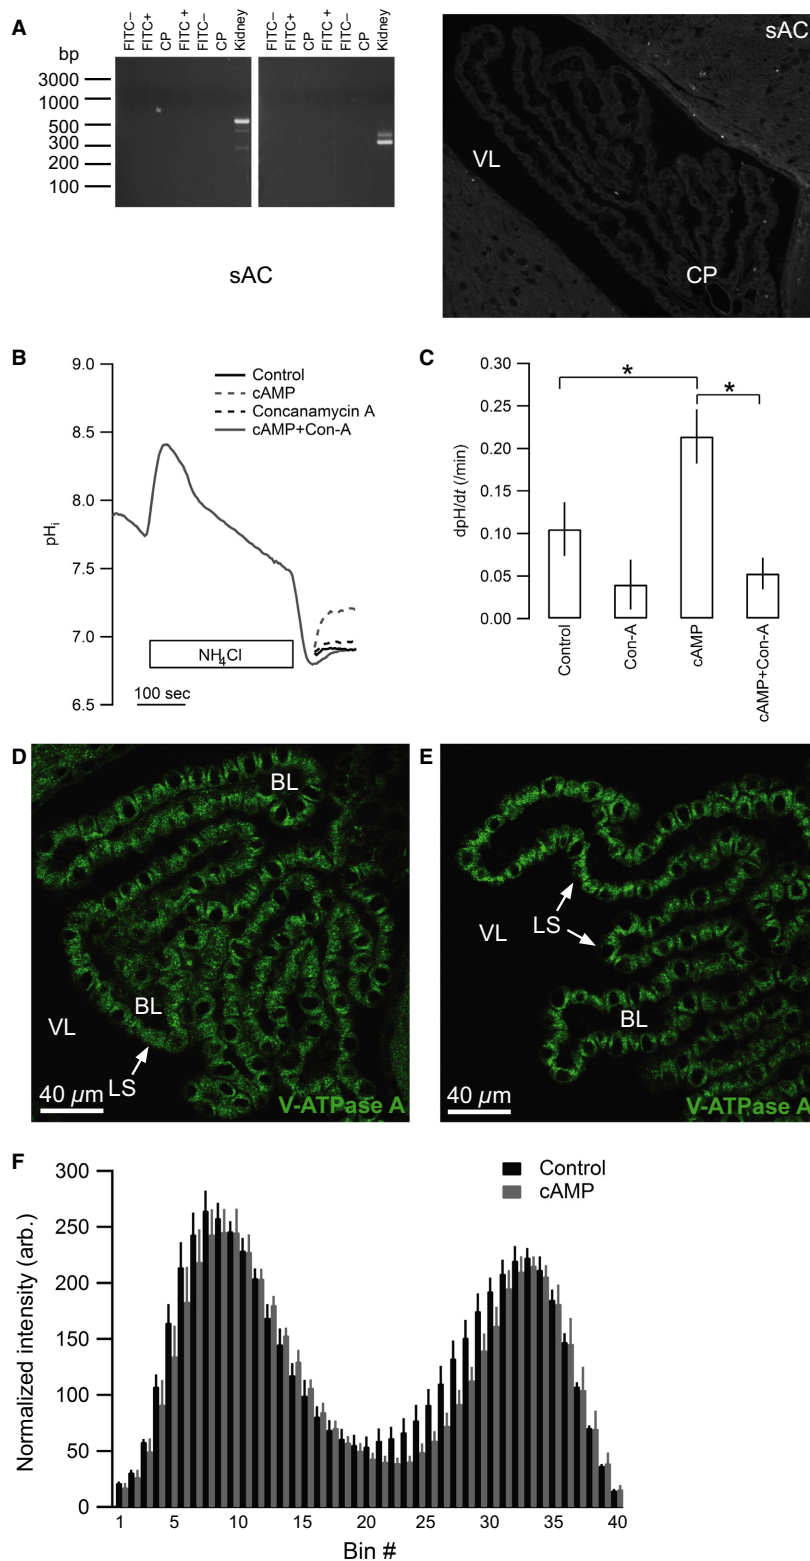 A
bp
FITC–
FITC+
CP
FITC +
FITC–
CP
Kidney
FITC–
FITC+
CP
FITC +
FITC–
CP
Kidney
3000
1000
500
300
200
100
sAC
sAC
VL
CP
B
9.0
8.5
8.0
7.5
7.0
6.5
pHi
Control
cAMP
Concanamycin A
cAMP+Con-A
NH4Cl
100 sec
C
0.30
0.25
0.20
0.15
0.10
0.05
0.00
dpH/dt (/min)
*
*
Control
Con-A
cAMP
cAMP+Con-A
D
BL
BL
VL
LS
40 µm
V-ATPase A
E
LS
VL
BL
40 µm
V-ATPase A
F
300
250
200
150
100
50
0
Normalized intensity (arb.)
Control
cAMP
1 5 10 15 20 25 30 35 40
Bin #